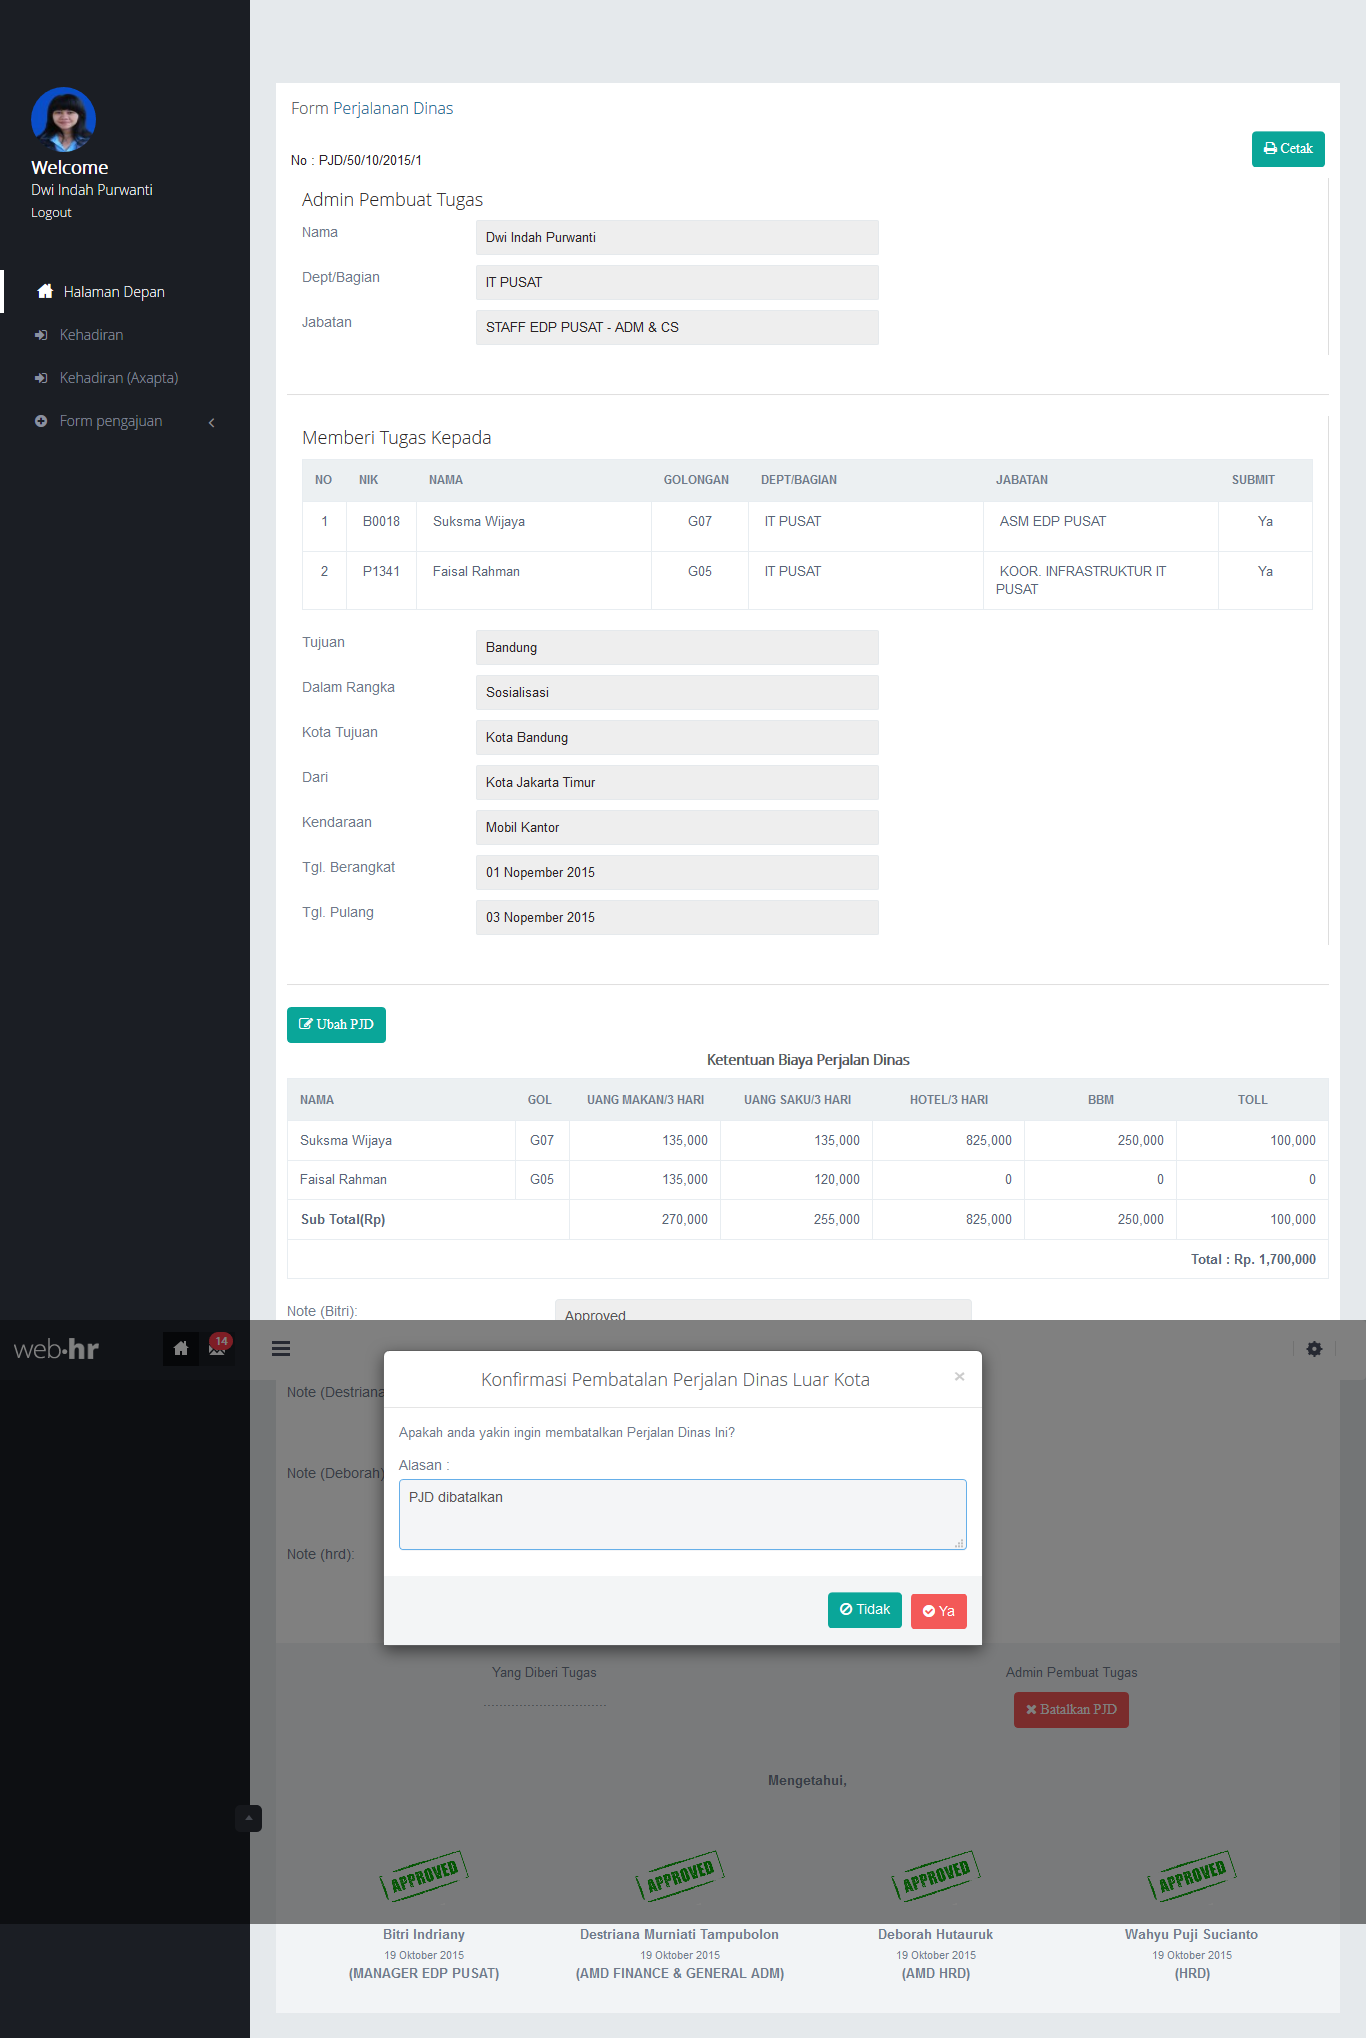 Welcome
Dwi Indah Purwanti
Logout
Halaman Depan
Kehadiran
Kehadiran (Axapta)
Form pengajuan
Form Perjalanan Dinas
Cetak
No : PJD/50/10/2015/1
Admin Pembuat Tugas
Nama Dwi Indah Purwanti
Dept/Bagian IT PUSAT
Jabatan STAFF EDP PUSAT - ADM & CS
Memberi Tugas Kepada
NO NIK NAMA GOLONGAN DEPT/BAGIAN JABATAN SUBMIT
1 B0018 Suksma Wijaya G07 IT PUSAT ASM EDP PUSAT Ya
2 P1341 Faisal Rahman G05 IT PUSAT KOOR. INFRASTRUKTUR IT Ya
PUSAT
Tujuan Bandung
Dalam Rangka Sosialisasi
Kota Tujuan Kota Bandung
Dari Kota Jakarta Timur
Kendaraan Mobil Kantor
Tgl. Berangkat 01 Nopember 2015
Tgl. Pulang 03 Nopember 2015
Ubah PJD
Ketentuan Biaya Perjalan Dinas
NAMA GOL UANG MAKAN/3 HARI UANG SAKU/3 HARI HOTEL/3 HARI BBM TOLL
Suksma Wijaya G07 135,000 135,000 825,000 250,000 100,000
Faisal Rahman G05 135,000 120,000 0 0 0
Sub Total(Rp) 270,000 255,000 825,000 250,000 100,000
Total : Rp. 1,700,000
Note (Bitri): Approved
web•hr 14
Note (Destriana
Note (Deborah)
Note (hrd):
Konfirmasi Pembatalan Perjalan Dinas Luar Kota ×
Apakah anda yakin ingin membatalkan Perjalan Dinas Ini?
Alasan :
PJD dibatalkan
Tidak Ya
Yang Diberi Tugas Admin Pembuat Tugas
...............................
Batalkan PJD
Mengetahui,
APPROVED APPROVED APPROVED APPROVED
Bitri Indriany Destriana Murniati Tampubolon Deborah Hutauruk Wahyu Puji Sucianto
19 Oktober 2015 19 Oktober 2015 19 Oktober 2015 19 Oktober 2015
(MANAGER EDP PUSAT) (AMD FINANCE & GENERAL ADM) (AMD HRD) (HRD)